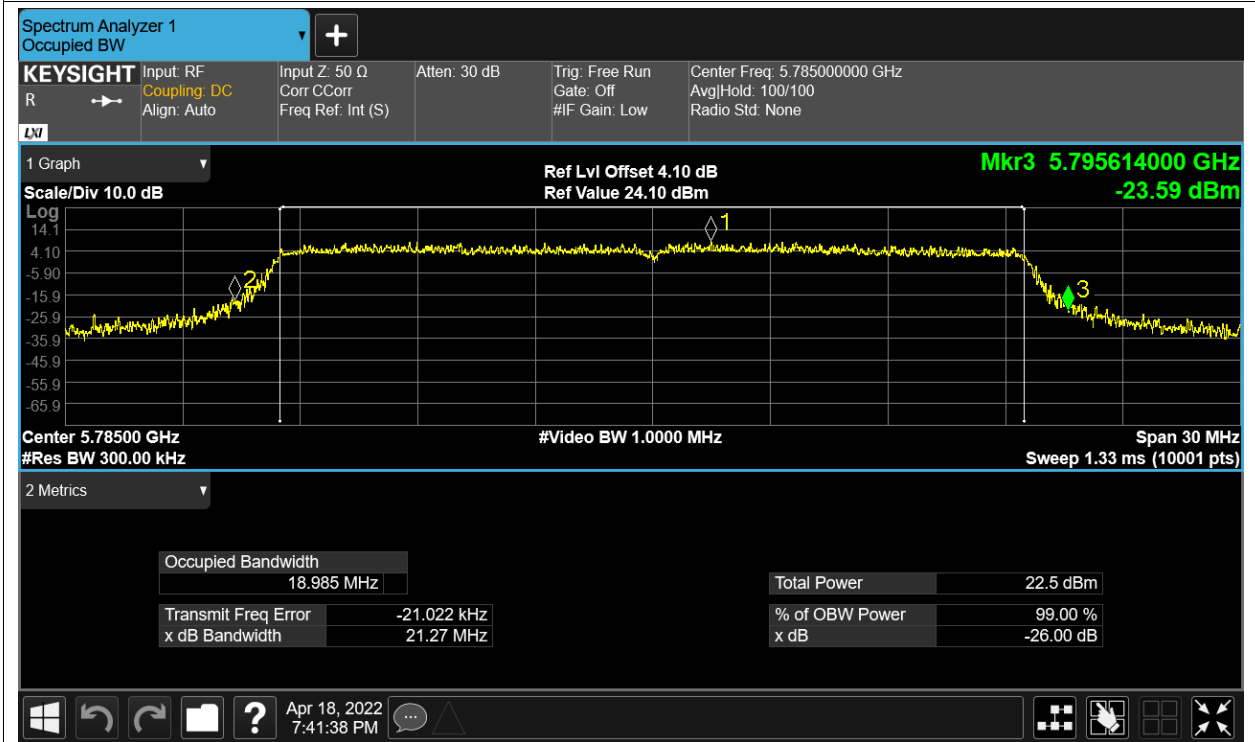 Spectrum Analyzer 1
Occupied BW
KEYSIGHT
R
LXI
Input: RF
Coupling: DC
Align: Auto
Input Z: 50 Ω
Corr CCorr
Freq Ref: Int (S)
Atten: 30 dB
Trig: Free Run
Gate: Off
#IF Gain: Low
Center Freq: 5.785000000 GHz
Avg|Hold: 100/100
Radio Std: None
1 Graph
Scale/Div 10.0 dB
Ref Lvl Offset 4.10 dB
Ref Value 24.10 dBm
Mkr3 5.795614000 GHz
-23.59 dBm
Log
14.1
4.10
-5.90
-15.9
-25.9
-35.9
-45.9
-55.9
-65.9
1
2
3
Center 5.78500 GHz
#Video BW 1.0000 MHz
Span 30 MHz
#Res BW 300.00 kHz
Sweep 1.33 ms (10001 pts)
2 Metrics
Occupied Bandwidth
18.985 MHz
Transmit Freq Error -21.022 kHz
x dB Bandwidth 21.27 MHz
Total Power 22.5 dBm
% of OBW Power 99.00 %
x dB -26.00 dB
?
Apr 18, 2022
7:41:38 PM